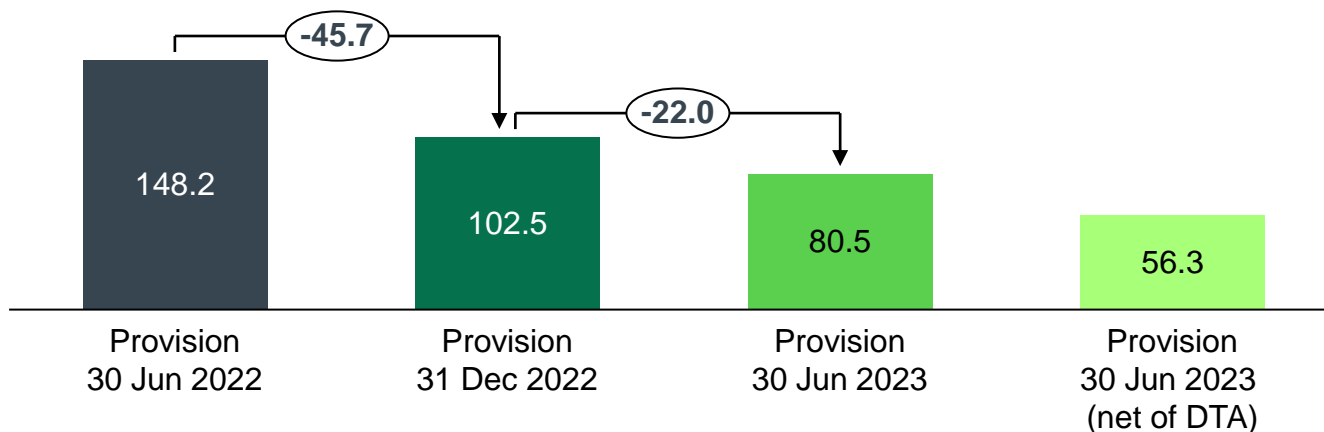 -45.7
-22.0
148.2
102.5
80.5
56.3
Provision
30 Jun 2022
Provision
31 Dec 2022
Provision
30 Jun 2023
Provision
30 Jun 2023
(net of DTA)